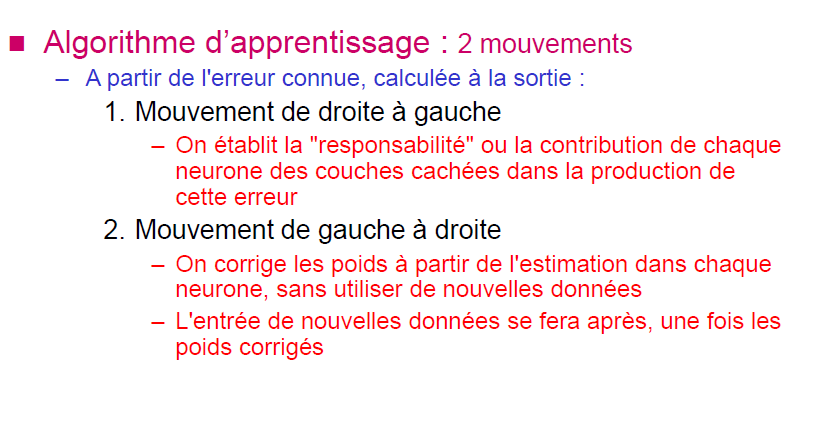 ■ Algorithme d'apprentissage : 2 mouvements
– A partir de l'erreur connue, calculée à la sortie :
1. Mouvement de droite à gauche
– On établit la "responsabilité" ou la contribution de chaque
neurone des couches cachées dans la production de
cette erreur
2. Mouvement de gauche à droite
– On corrige les poids à partir de l'estimation dans chaque
neurone, sans utiliser de nouvelles données
– L'entrée de nouvelles données se fera après, une fois les
poids corrigés